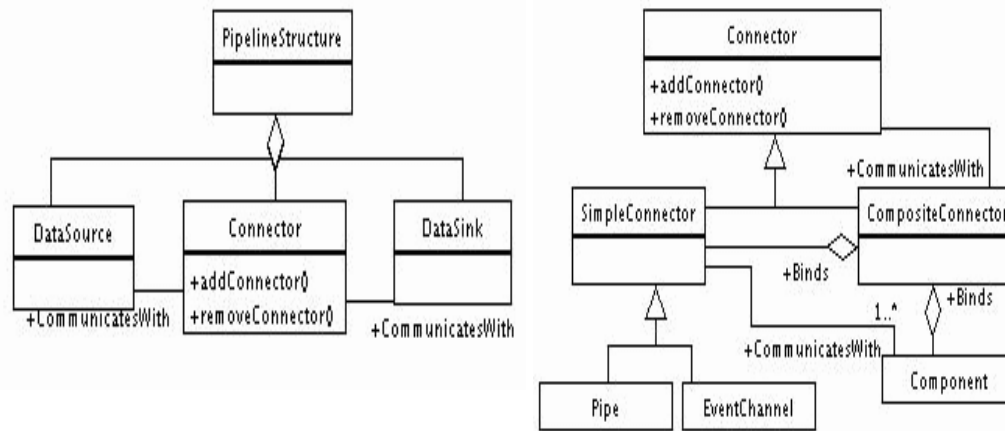 PipelineStructure
DataSource
Connector
+addConnector()
+removeConnector()
DataSink
+CommunicatesWith
+CommunicatesWith
Connector
+addConnector()
+removeConnector()
+CommunicatesWith
SimpleConnector
CompositeConnector
+Binds
+Binds
1..*
+CommunicatesWith
Pipe
EventChannel
Component